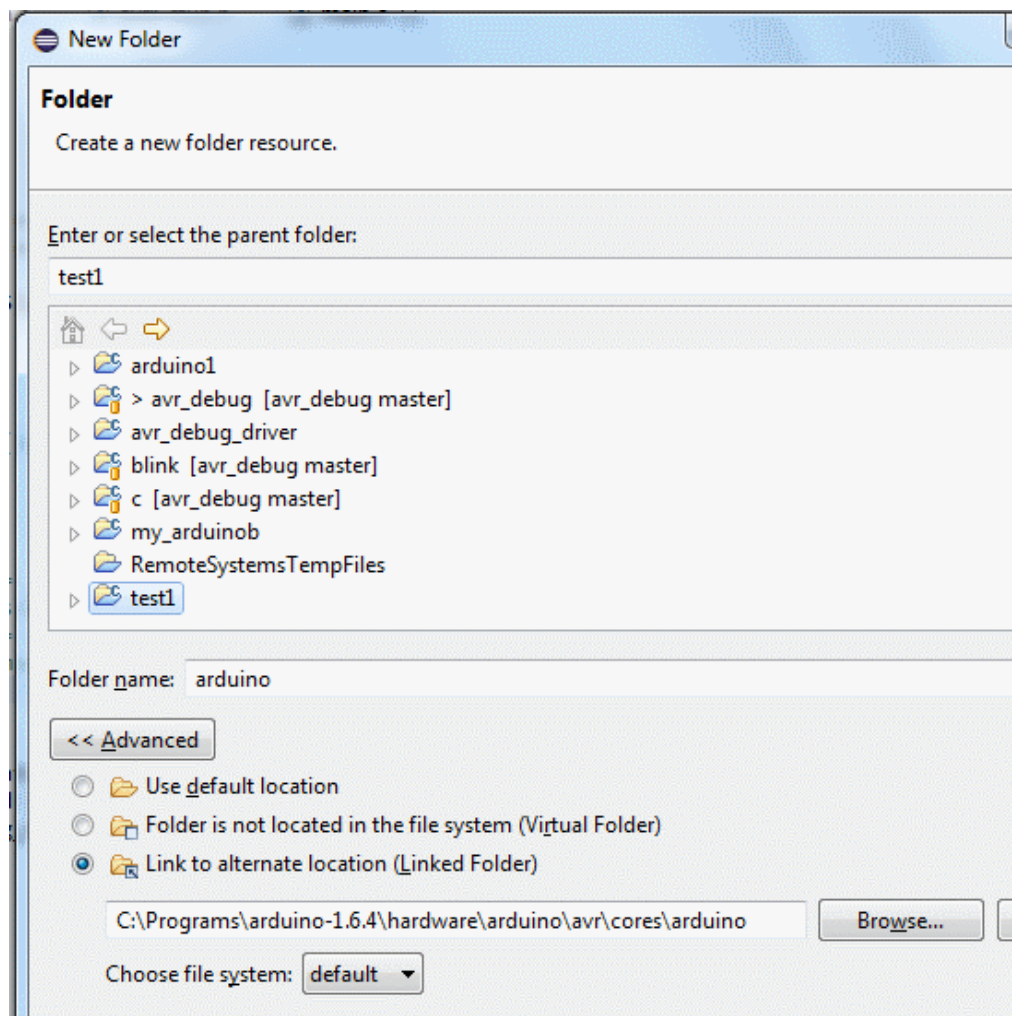 New Folder
Folder
Create a new folder resource.
Enter or select the parent folder:
test1
arduino1
> avr_debug [avr_debug master]
avr_debug_driver
blink [avr_debug master]
c [avr_debug master]
my_arduinob
RemoteSystemsTempFiles
test1
Folder name: arduino
<< Advanced
Use default location
Folder is not located in the file system (Virtual Folder)
Link to alternate location (Linked Folder)
C:\Programs\arduino-1.6.4\hardware\arduino\avr\cores\arduino Browse...
Choose file system: default